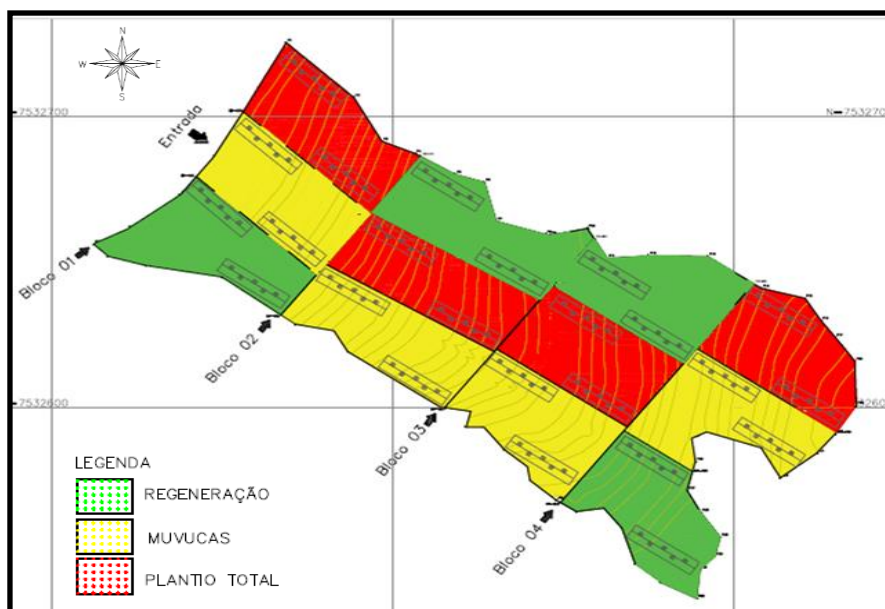 N
W E
S
7532700
N=753270
Entrada
Bloco 01
Bloco 02
7532600
260
Bloco 03
Bloco 04
LEGENDA
REGENERAÇÃO
MUVUCAS
PLANTIO TOTAL